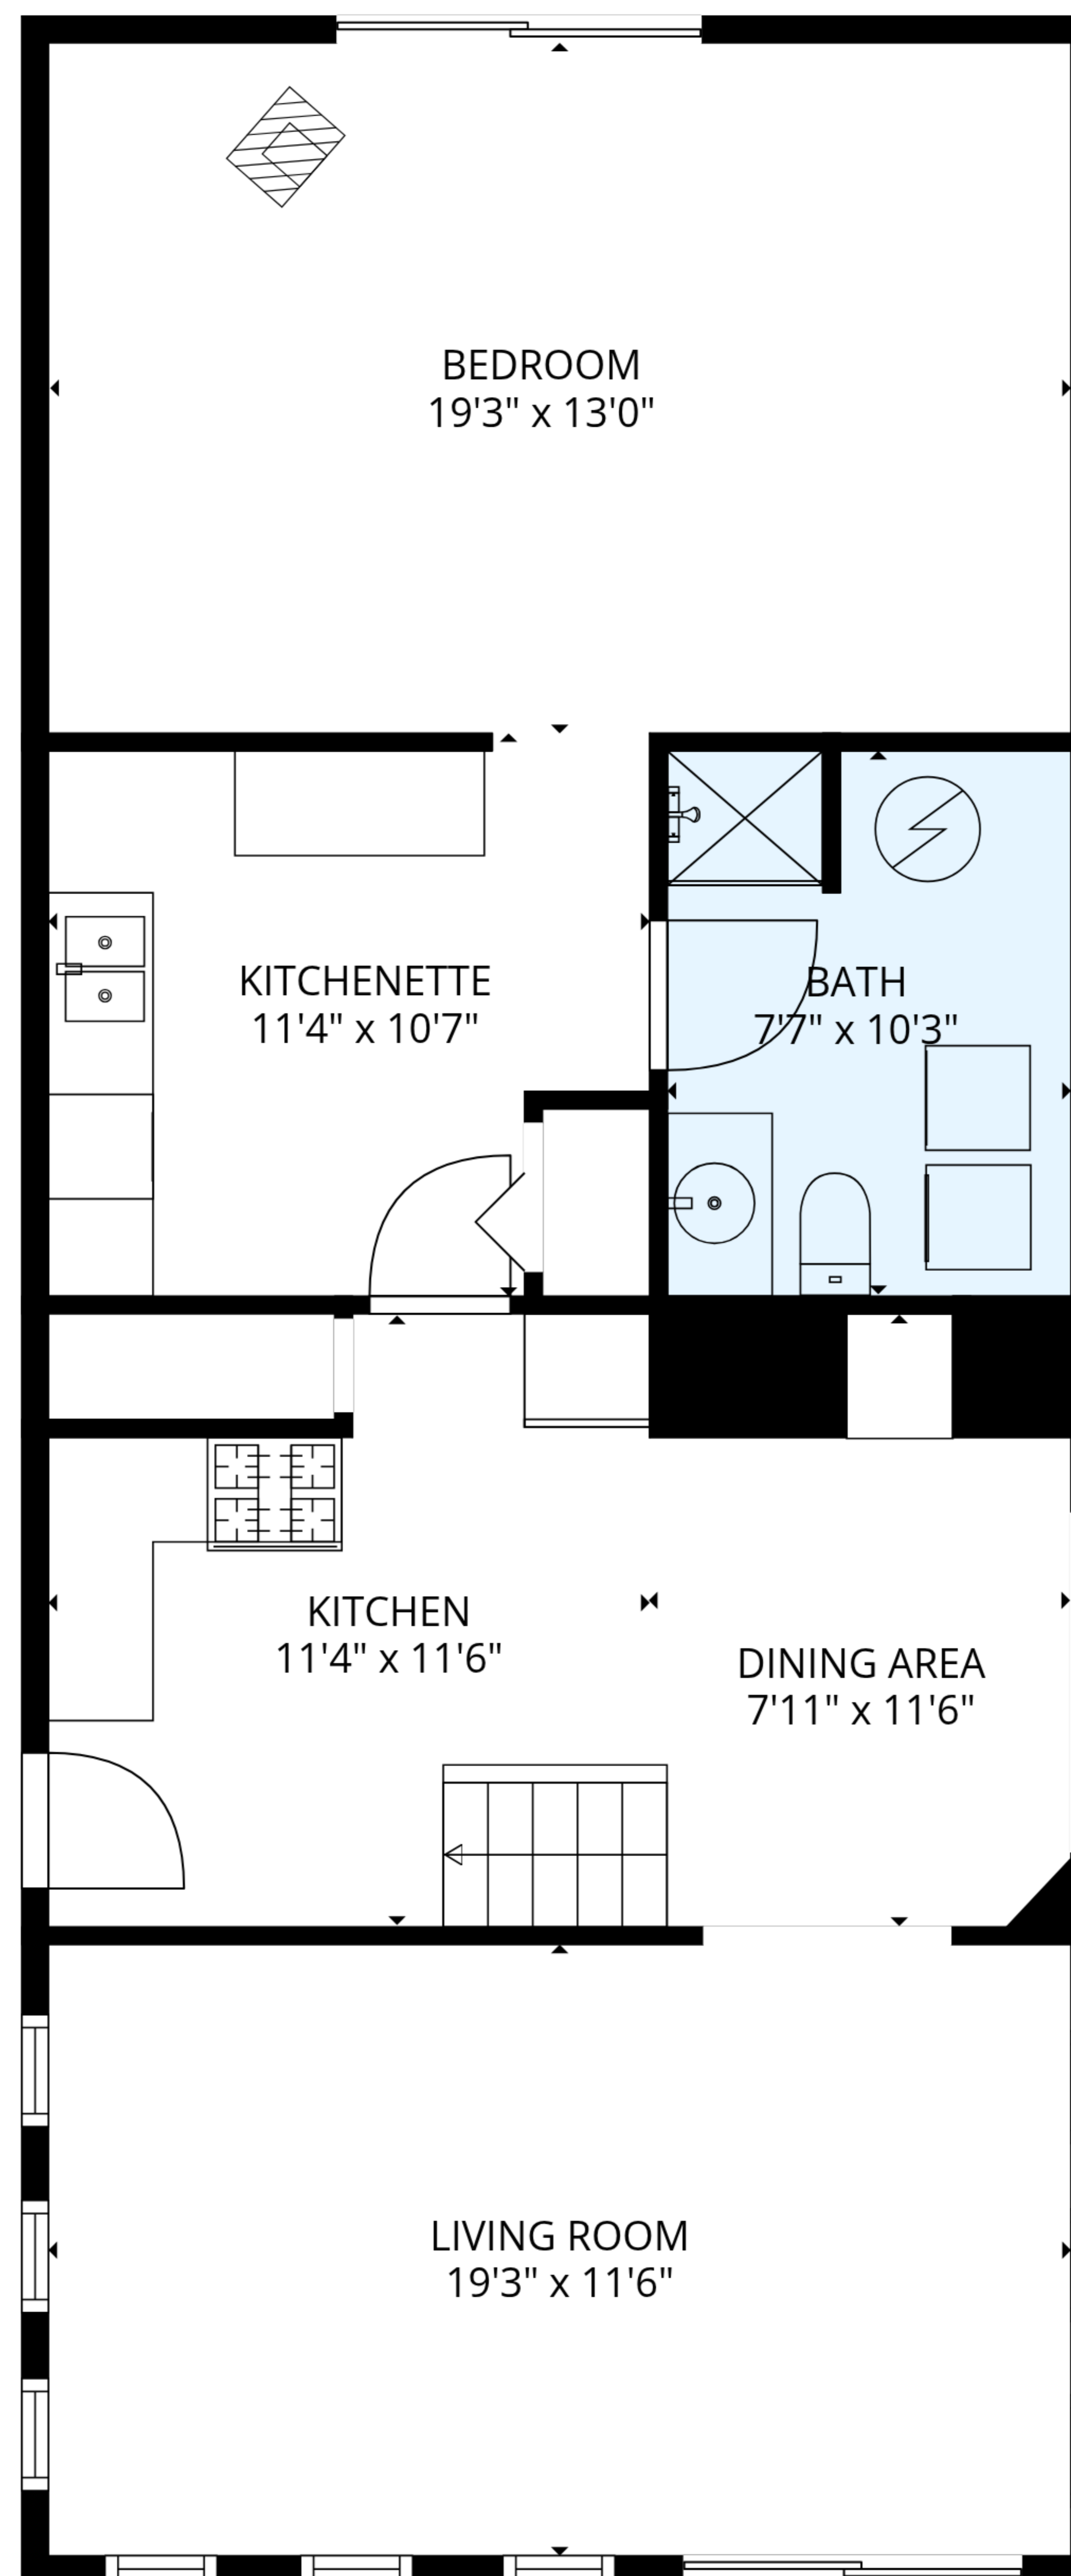 BEDROOM
19'3" x 13'0"
KITCHENETTE
11'4" x 10'7"
BATH
7'7" x 10'3"
KITCHEN
11'4" x 11'6"
DINING AREA
7'11" x 11'6"
LIVING ROOM
19'3" x 11'6"